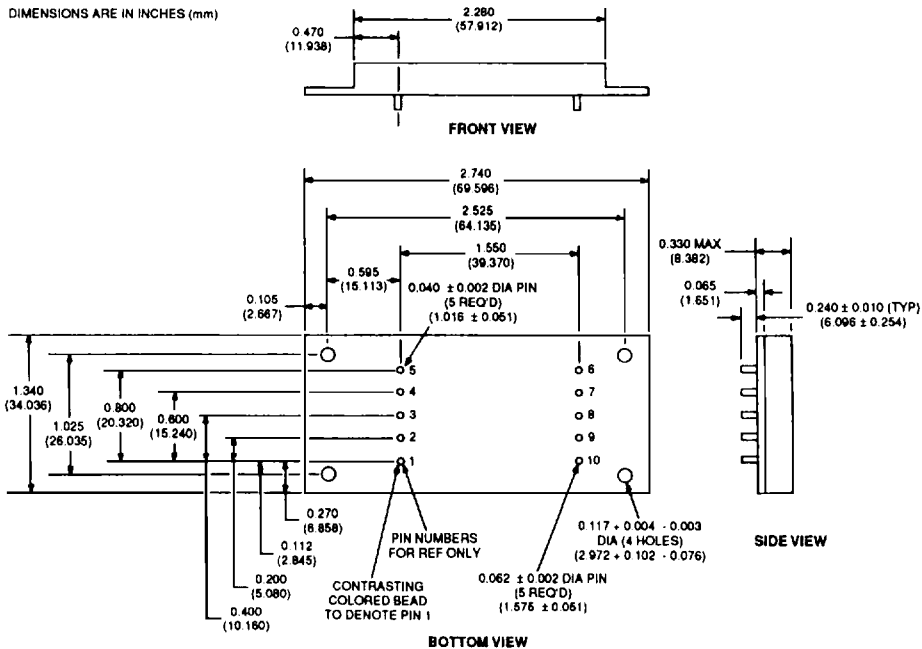 DIMENSIONS ARE IN INCHES (mm)
2.280
(57.912)
0.470
(11.938)
FRONT VIEW
2.740
(69.596)
2.525
(64.135)
1.550
(39.370)
0.330 MAX
(8.382)
0.595
(15.113)
0.040 ± 0.002 DIA PIN
(5 REQ'D)
(1.016 ± 0.051)
0.065
(1.651)
0.105
(2.667)
0.240 ± 0.010 (TYP)
(6.096 ± 0.254)
5
6
4
7
3
8
2
9
1
10
1.340
(34.036)
1.025
(26.035)
0.800
(20.320)
0.600
(15.240)
0.270
(6.858)
0.112
(2.845)
0.200
(5.080)
0.400
(10.160)
PIN NUMBERS
FOR REF ONLY
CONTRASTING
COLORED BEAD
TO DENOTE PIN 1
0.062 ± 0.002 DIA PIN
(5 REQ'D)
(1.575 ± 0.051)
0.117 + 0.004 - 0.003
DIA (4 HOLES)
(2.972 + 0.102 - 0.076)
SIDE VIEW
BOTTOM VIEW